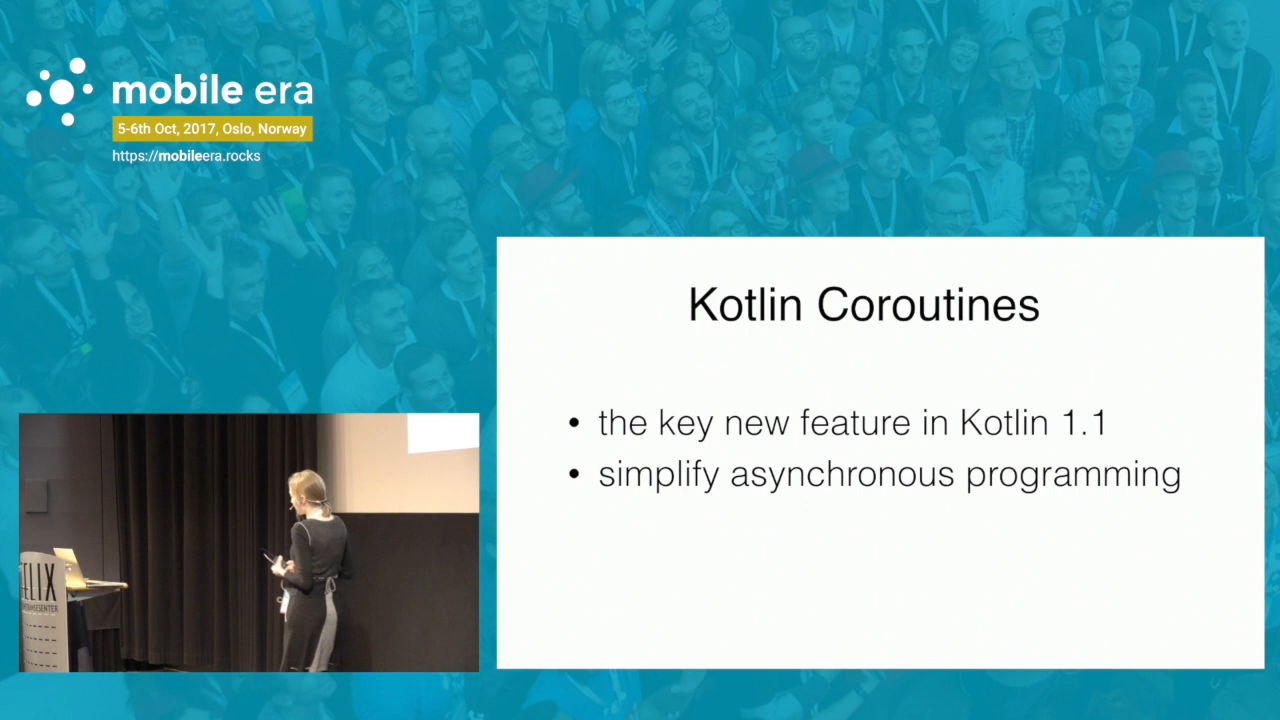 mobile era
5-6th Oct, 2017, Oslo, Norway
https://mobileera.rocks
Kotlin Coroutines
• the key new feature in Kotlin 1.1
• simplify asynchronous programming